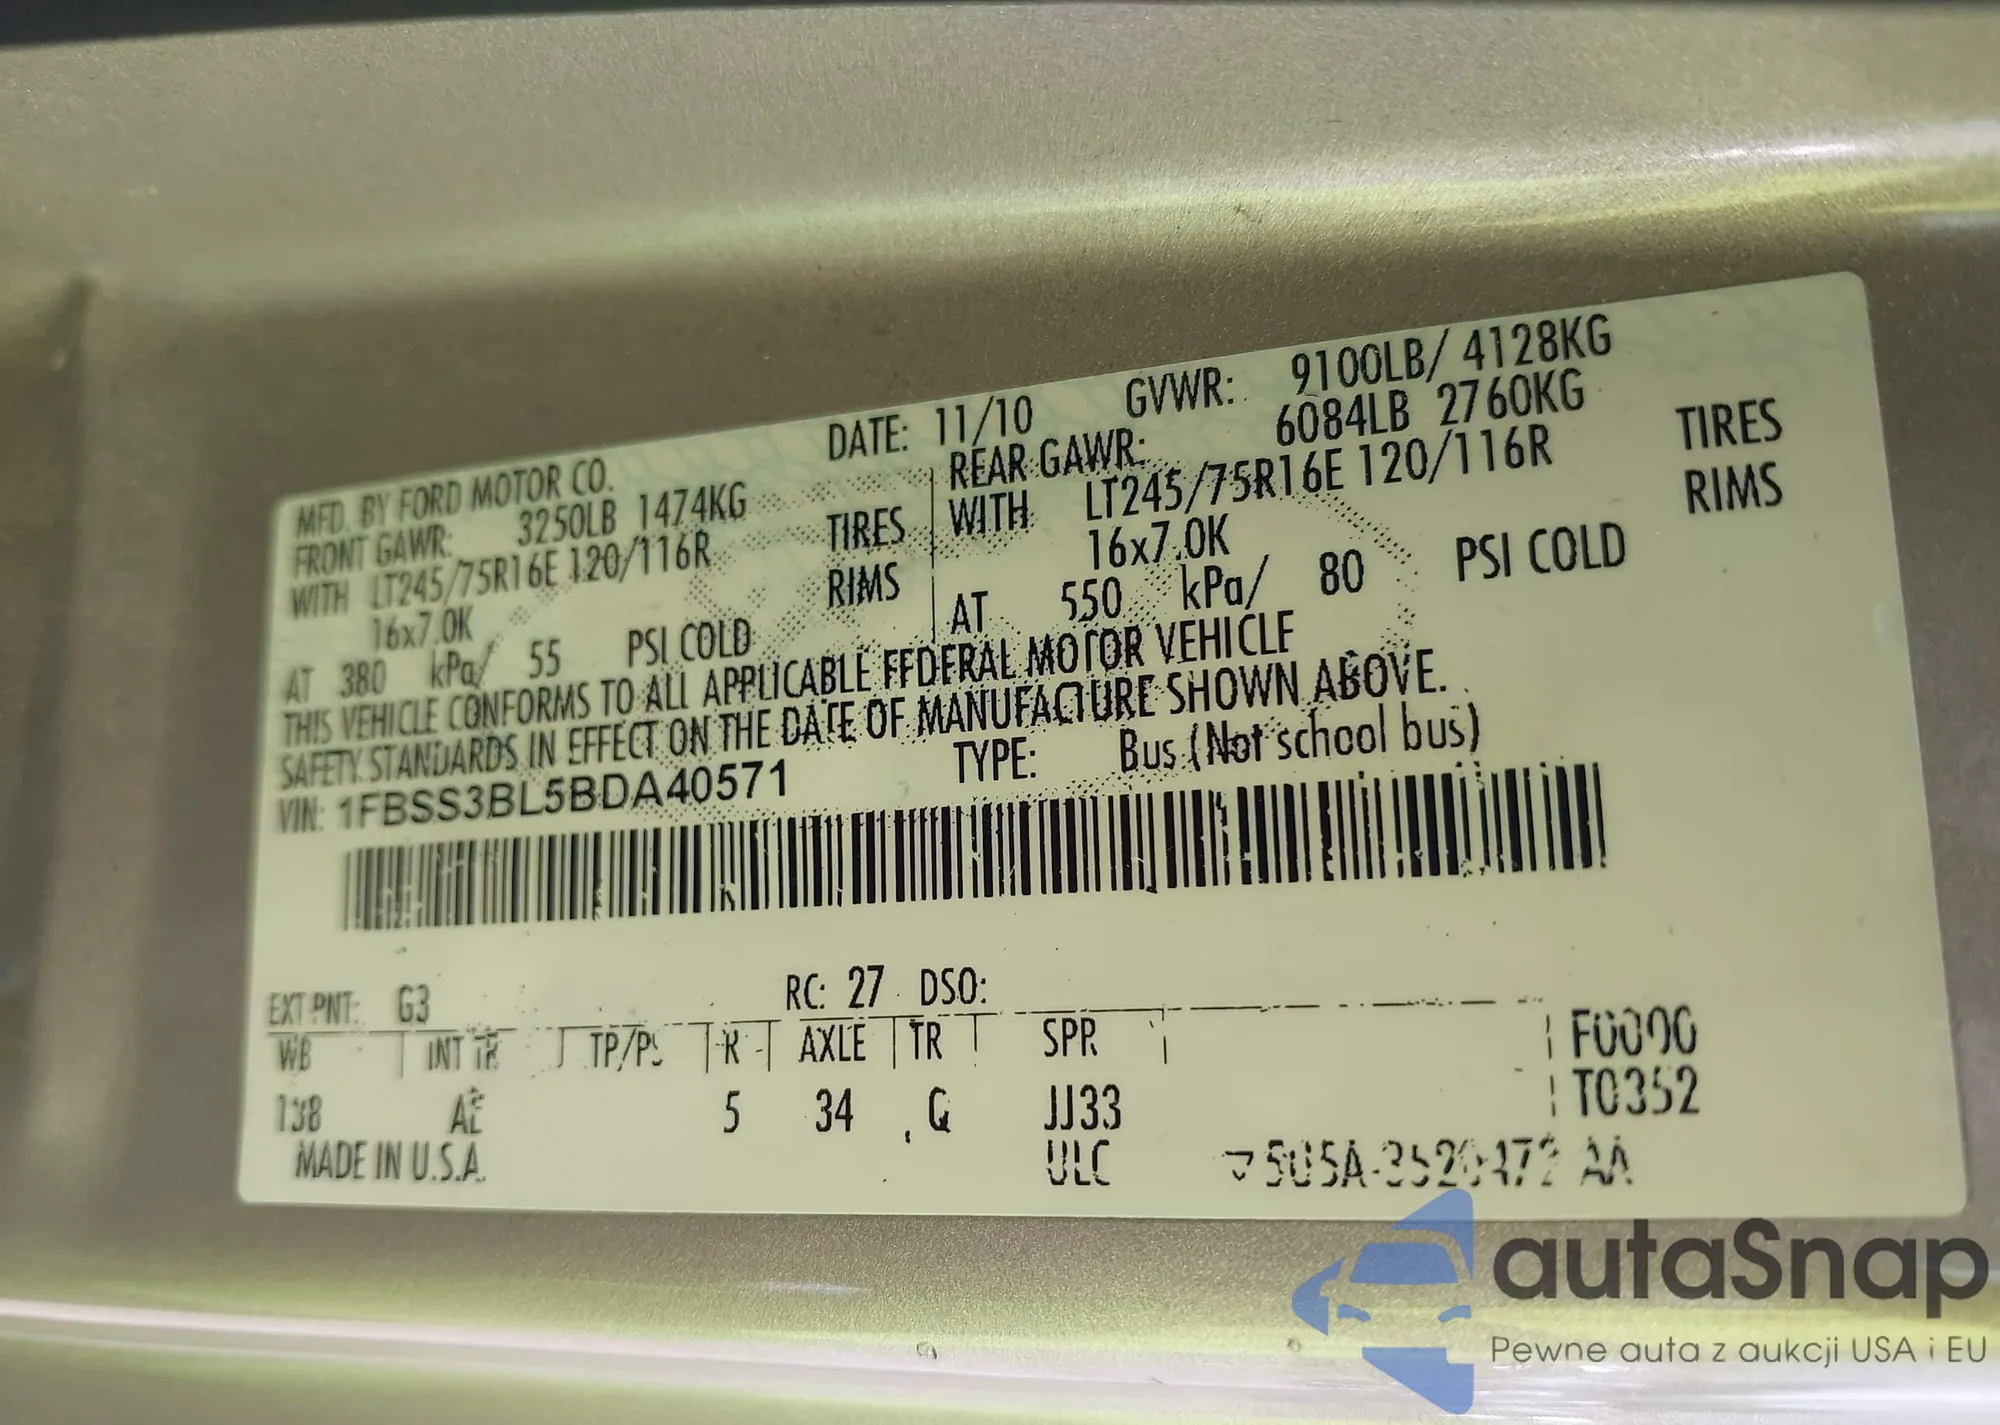 MFD. BY FORD MOTOR CO. DATE: 11/10 GVWR: 9100LB/ 4128KG
FRONT GAWR: 3250LB 1474KG REAR GAWR: 6084LB 2760KG
WITH LT245/75R16E 120/116R TIRES WITH LT245/75R16E 120/116R TIRES
16x7.0K RIMS 16x7.0K RIMS
AT 380 kPa/ 55 PSI COLD AT 550 kPa/ 80 PSI COLD
THIS VEHICLE CONFORMS TO ALL APPLICABLE FEDERAL MOTOR VEHICLE
SAFETY STANDARDS IN EFFECT ON THE DATE OF MANUFACTURE SHOWN ABOVE.
VIN: 1FBSS3BL5BDA40571 TYPE: Bus (Not school bus)
EXT PNT: G3 RC: 27 DSO:
WB INT TR TP/PS R AXLE TR SPR F0000
138 AE 5 34 Q JJ33 T0352
MADE IN U.S.A. ULC AA
autaSnap
Pewne auta z aukcji USA i EU